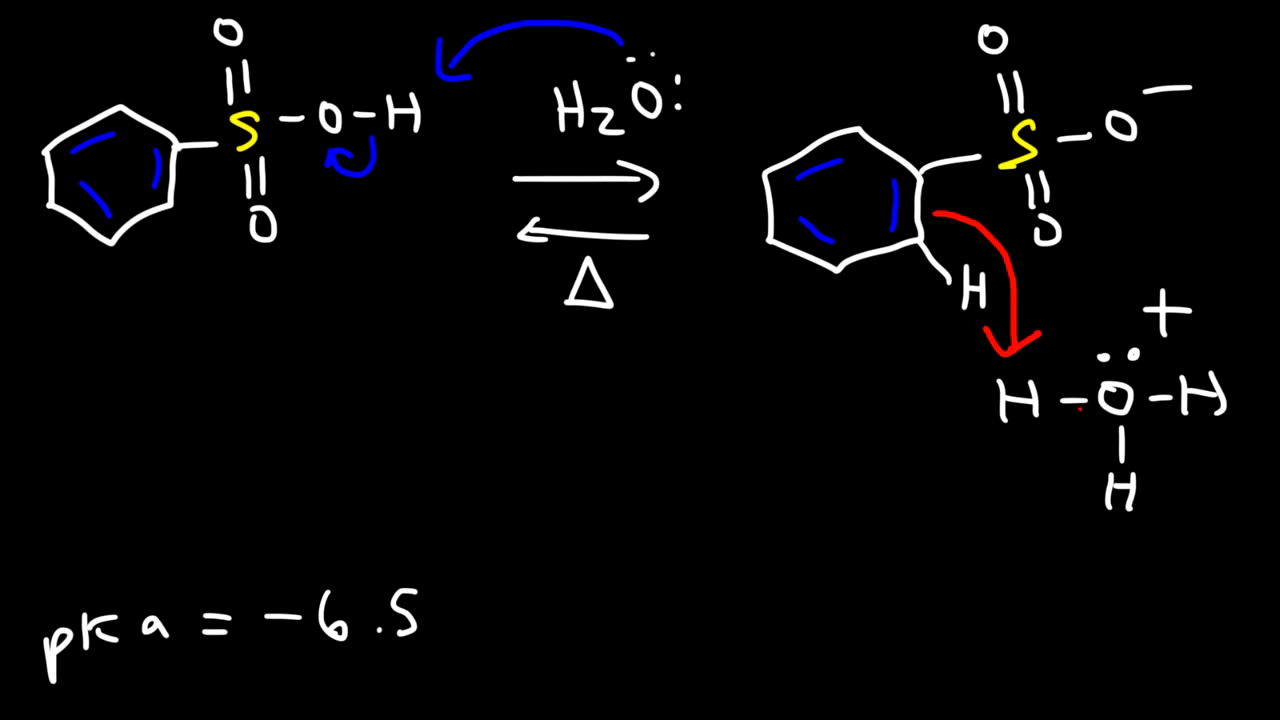 O
O
S - O - H
H2O:
S - O −
O
Δ
O
H
+
H - O - H
H
pKa = -6.5